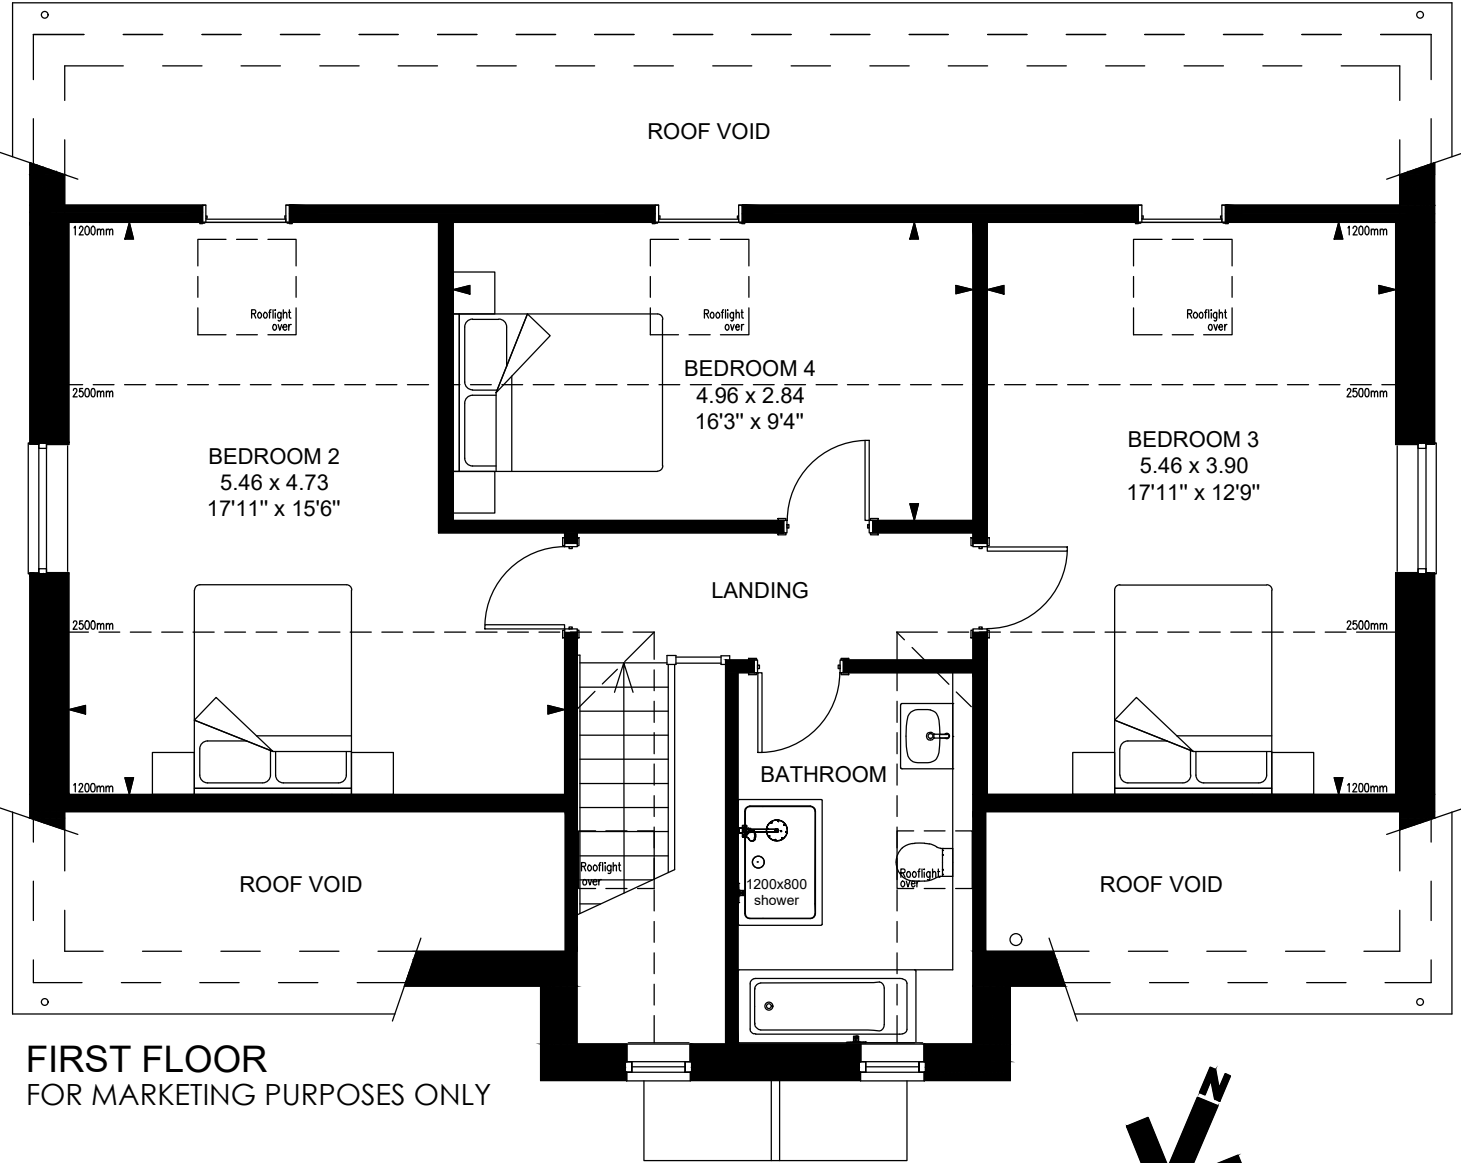 ROOF VOID
1200mm
1200mm
Rooflight
over
Rooflight
over
Rooflight
over
BEDROOM 4
4.96 x 2.84
16'3" x 9'4"
2500mm
2500mm
BEDROOM 2
5.46 x 4.73
17'11" x 15'6"
BEDROOM 3
5.46 x 3.90
17'11" x 12'9"
LANDING
2500mm
2500mm
BATHROOM
1200mm
1200mm
Rooflight
over
Rooflight
over
1200x800
shower
ROOF VOID
ROOF VOID
FIRST FLOOR
FOR MARKETING PURPOSES ONLY
N